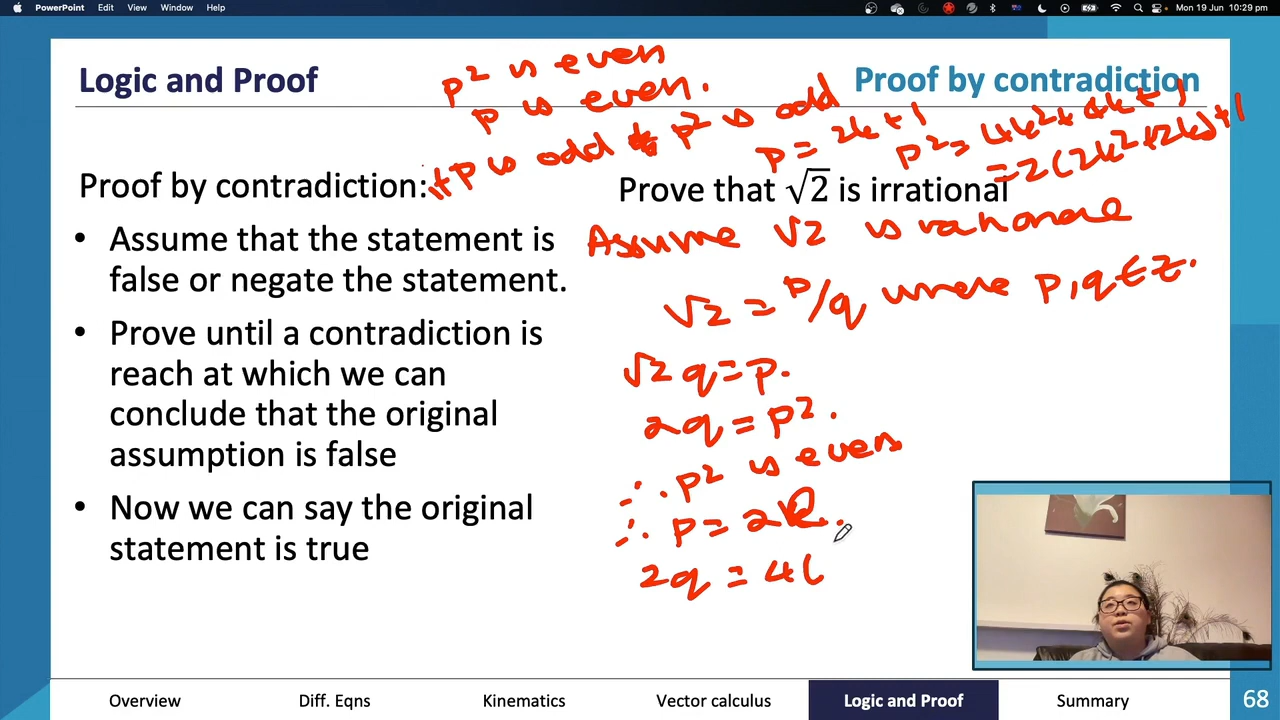 PowerPoint Edit View Window Help Mon 19 Jun 10:29 pm
Logic and Proof
Proof by contradiction
p² is even
p is even.
if p is odd p² is odd
p = 2k+1
p² = 4k²+4k+1
= 2(2k²+2k)+1
Proof by contradiction:
• Assume that the statement is
false or negate the statement.
• Prove until a contradiction is
reach at which we can
conclude that the original
assumption is false
• Now we can say the original
statement is true
Prove that √2 is irrational
Assume √2 is rational
√2 = p/q where p,q ∈ Z.
√2 q = p.
2q = p².
∴ p² is even
∴ p = 2
2q = 4(
Overview Diff. Eqns Kinematics Vector calculus Logic and Proof Summary 68